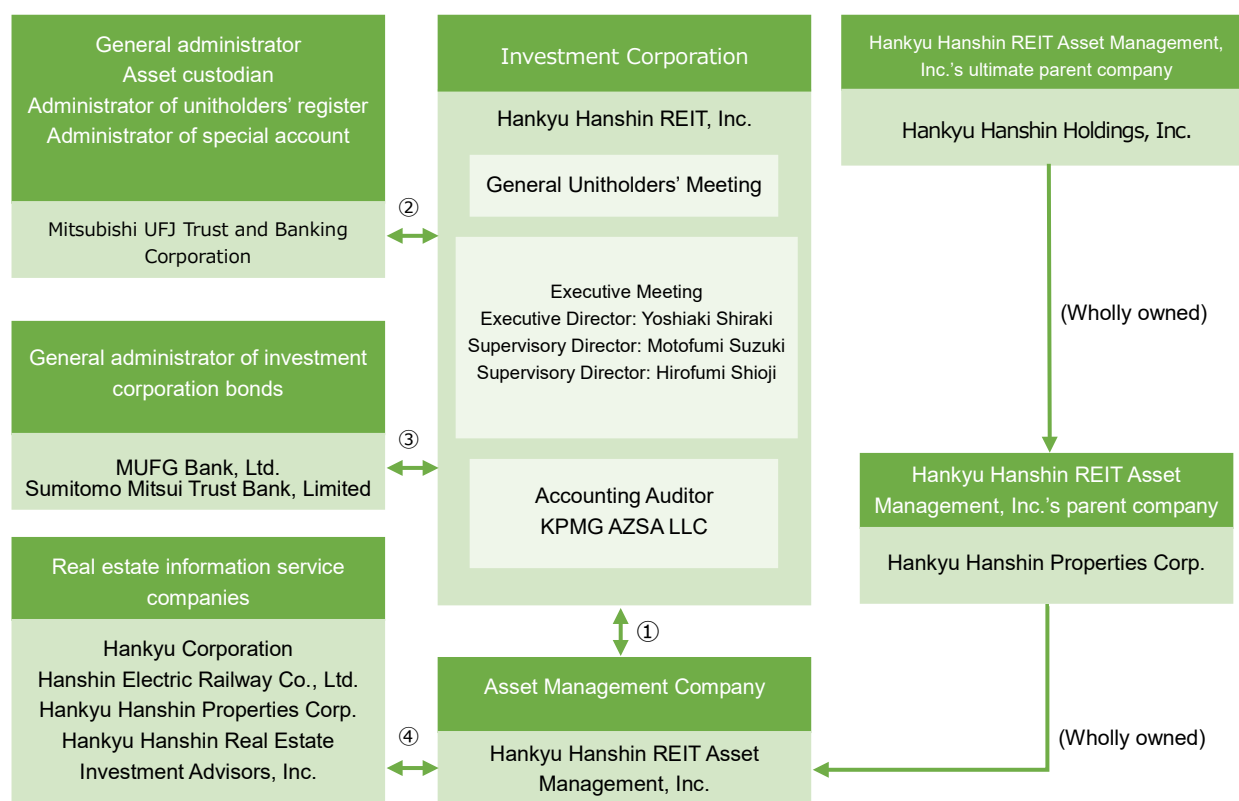 General administrator
Asset custodian
Administrator of unitholders’ register
Administrator of special account
Mitsubishi UFJ Trust and Banking
Corporation
②
General administrator of investment
corporation bonds
MUFG Bank, Ltd.
Sumitomo Mitsui Trust Bank, Limited
③
Real estate information service
companies
Hankyu Corporation
Hanshin Electric Railway Co., Ltd.
Hankyu Hanshin Properties Corp.
Hankyu Hanshin Real Estate
Investment Advisors, Inc.
④
Investment Corporation
Hankyu Hanshin REIT, Inc.
General Unitholders’ Meeting
Executive Meeting
Executive Director: Yoshiaki Shiraki
Supervisory Director: Motofumi Suzuki
Supervisory Director: Hirofumi Shioji
Accounting Auditor
KPMG AZSA LLC
①
Asset Management Company
Hankyu Hanshin REIT Asset
Management, Inc.
Hankyu Hanshin REIT Asset Management,
Inc.’s ultimate parent company
Hankyu Hanshin Holdings, Inc.
(Wholly owned)
Hankyu Hanshin REIT Asset
Management, Inc.’s parent company
Hankyu Hanshin Properties Corp.
(Wholly owned)